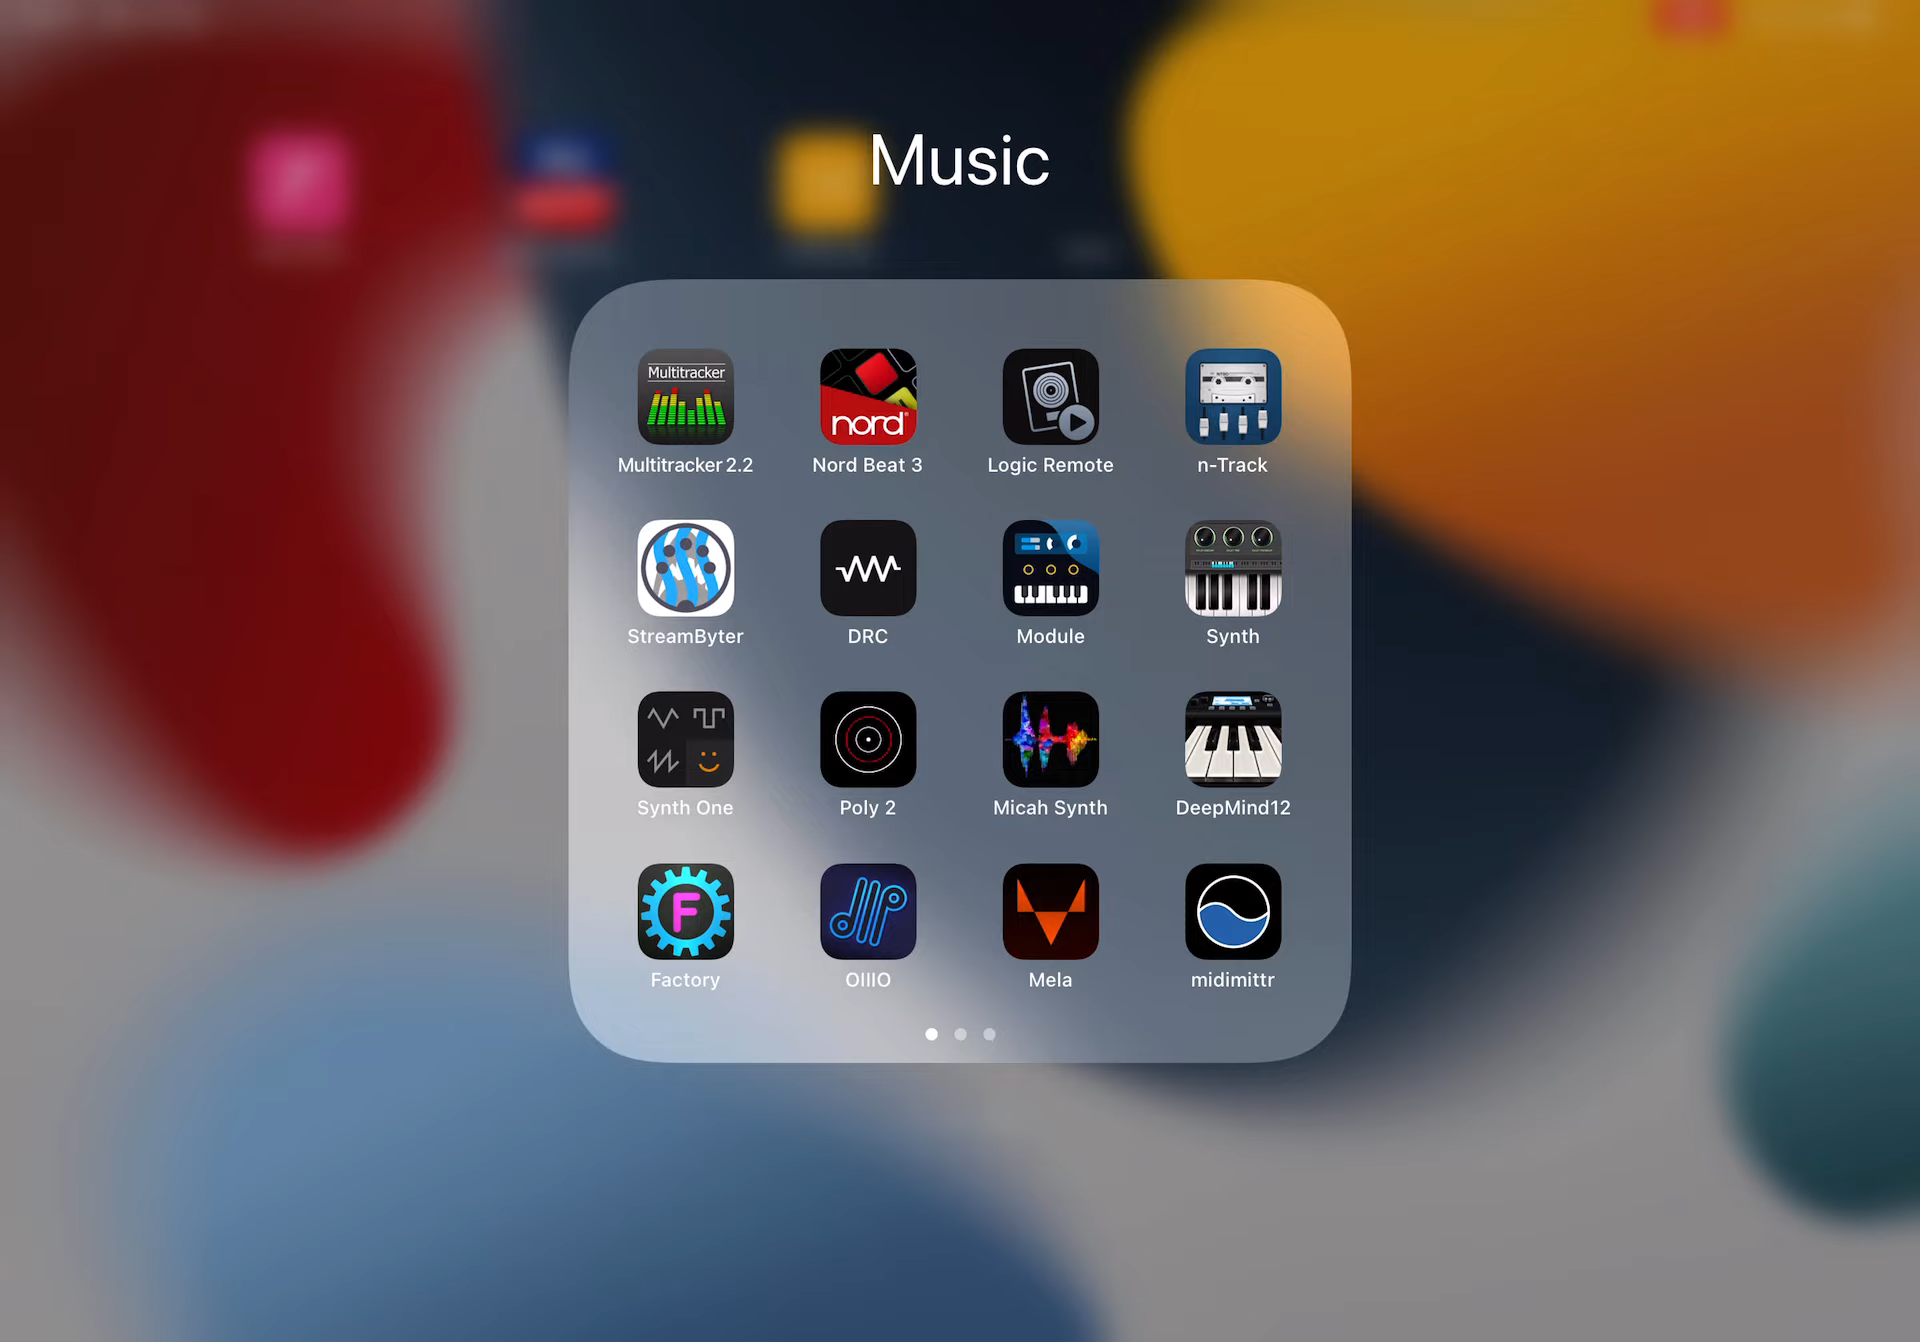 Music
Multitracker
nord
Multitracker 2.2
Nord Beat 3
Logic Remote
n-Track
StreamByter
DRC
Module
Synth
Synth One
Poly 2
Micah Synth
DeepMind12
F
Factory
OIIIO
Mela
midimittr